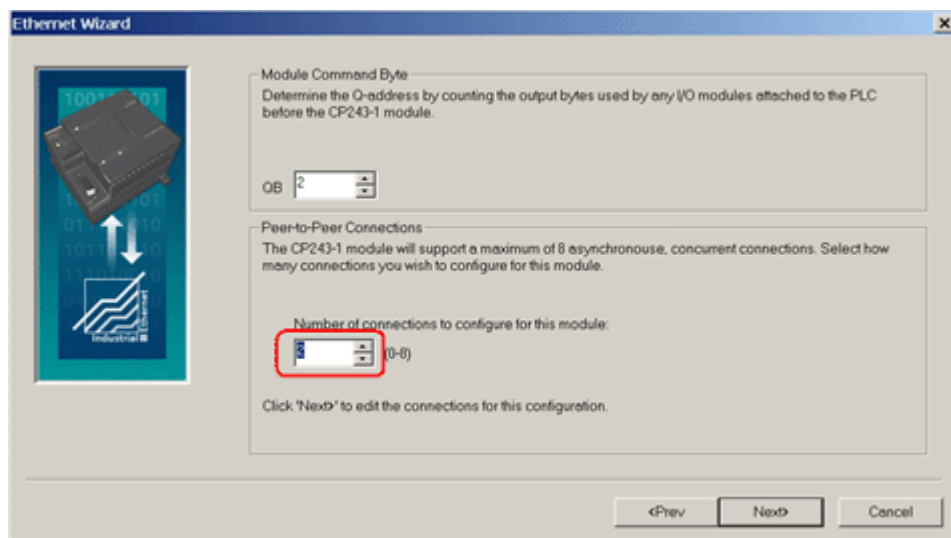 Ethernet Wizard
Module Command Byte
Determine the Q-address by counting the output bytes used by any I/O modules attached to the PLC
before the CP243-1 module.
QB 2
Peer-to-Peer Connections
The CP243-1 module will support a maximum of 8 asynchronouse, concurrent connections. Select how
many connections you wish to configure for this module.
Number of connections to configure for this module:
2 (0-8)
Click 'Next>' to edit the connections for this configuration.
Industrial Ethernet
<Prev Next> Cancel